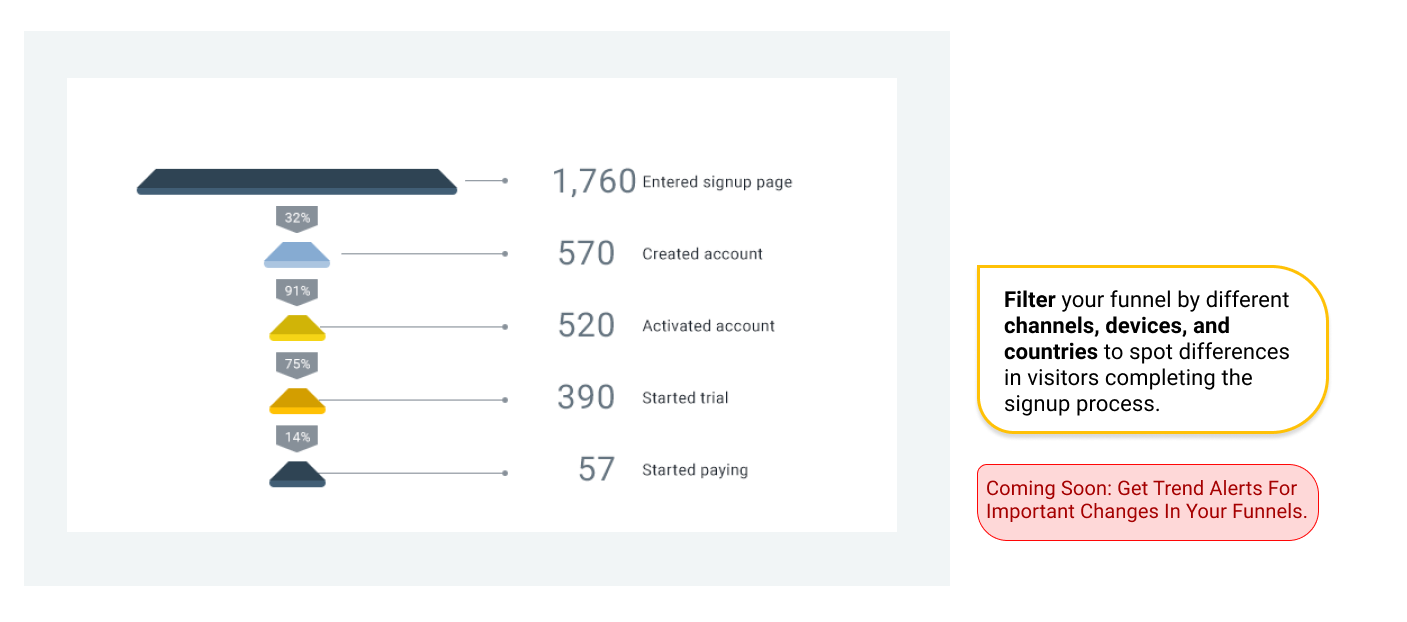 1,760 Entered signup page
32%
570 Created account
91%
520 Activated account
75%
390 Started trial
14%
57 Started paying
Filter your funnel by different
channels, devices, and
countries to spot differences
in visitors completing the
signup process.
Coming Soon: Get Trend Alerts For
Important Changes In Your Funnels.